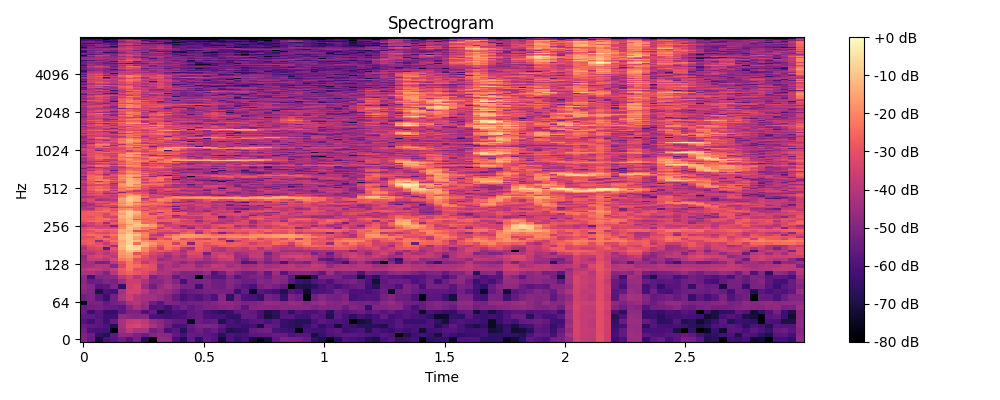 Spectrogram
Hz
4096
2048
1024
512
256
128
64
0
0
0.5
1
1.5
2
2.5
Time
+0 dB
-10 dB
-20 dB
-30 dB
-40 dB
-50 dB
-60 dB
-70 dB
-80 dB